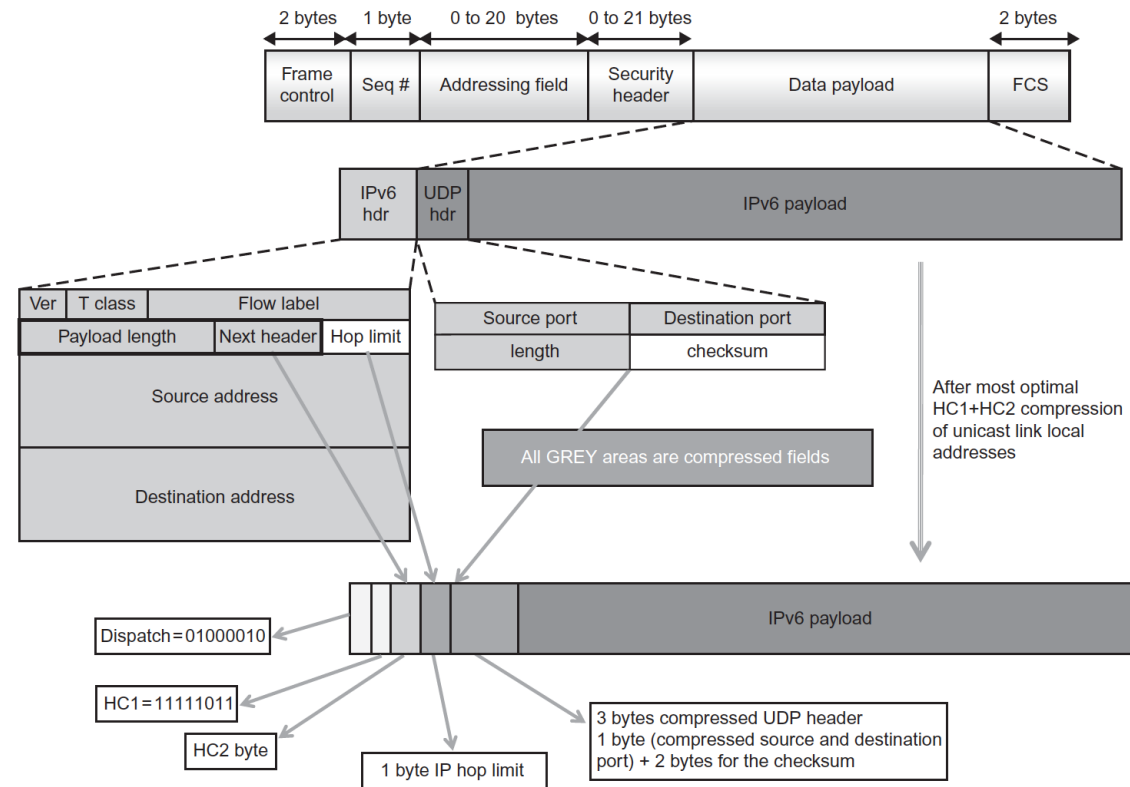 2 bytes
1 byte
0 to 20 bytes
0 to 21 bytes
2 bytes
Frame
control
Seq #
Addressing field
Security
header
Data payload
FCS
IPv6
hdr
UDP
hdr
IPv6 payload
Ver
T class
Flow label
Payload length
Next header
Hop limit
Source address
Destination address
Source port
Destination port
length
checksum
All GREY areas are compressed fields
After most optimal
HC1+HC2 compression
of unicast link local
addresses
IPv6 payload
Dispatch=01000010
HC1=11111011
HC2 byte
1 byte IP hop limit
3 bytes compressed UDP header
1 byte (compressed source and destination
port) + 2 bytes for the checksum